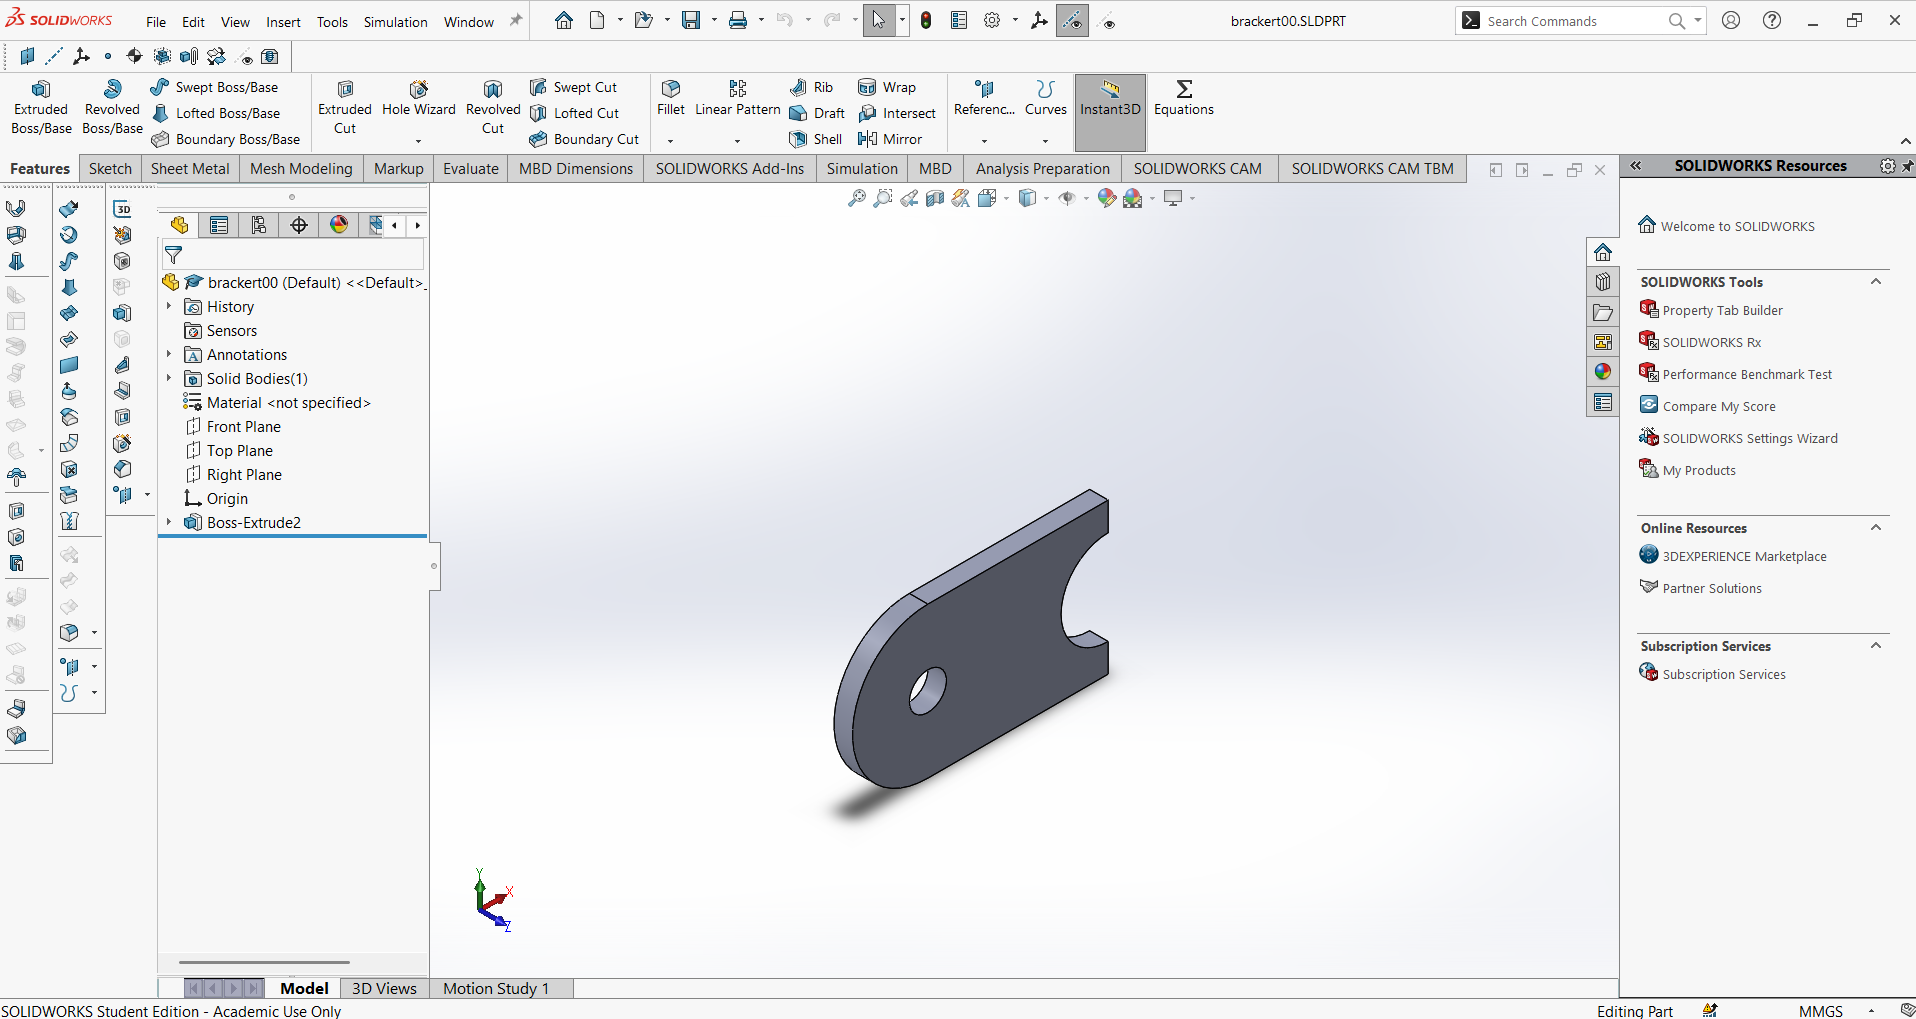 SOLIDWORKS File Edit View Insert Tools Simulation Window brackert00.SLDPRT Search Commands
Extruded Boss/Base
Revolved Boss/Base
Swept Boss/Base
Lofted Boss/Base
Boundary Boss/Base
Extruded Cut
Hole Wizard
Revolved Cut
Swept Cut
Lofted Cut
Boundary Cut
Fillet
Linear Pattern
Rib
Draft
Shell
Wrap
Intersect
Mirror
Referenc...
Curves
Instant3D
Equations
Features Sketch Sheet Metal Mesh Modeling Markup Evaluate MBD Dimensions SOLIDWORKS Add-Ins Simulation MBD Analysis Preparation SOLIDWORKS CAM SOLIDWORKS CAM TBM
3D
brackert00 (Default) <<Default>_
History
Sensors
Annotations
Solid Bodies(1)
Material <not specified>
Front Plane
Top Plane
Right Plane
Origin
Boss-Extrude2
Y
X
Z
SOLIDWORKS Resources
Welcome to SOLIDWORKS
SOLIDWORKS Tools
Property Tab Builder
SOLIDWORKS Rx
Performance Benchmark Test
Compare My Score
SOLIDWORKS Settings Wizard
My Products
Online Resources
3DEXPERIENCE Marketplace
Partner Solutions
Subscription Services
Subscription Services
Model 3D Views Motion Study 1
SOLIDWORKS Student Edition - Academic Use Only Editing Part MMGS